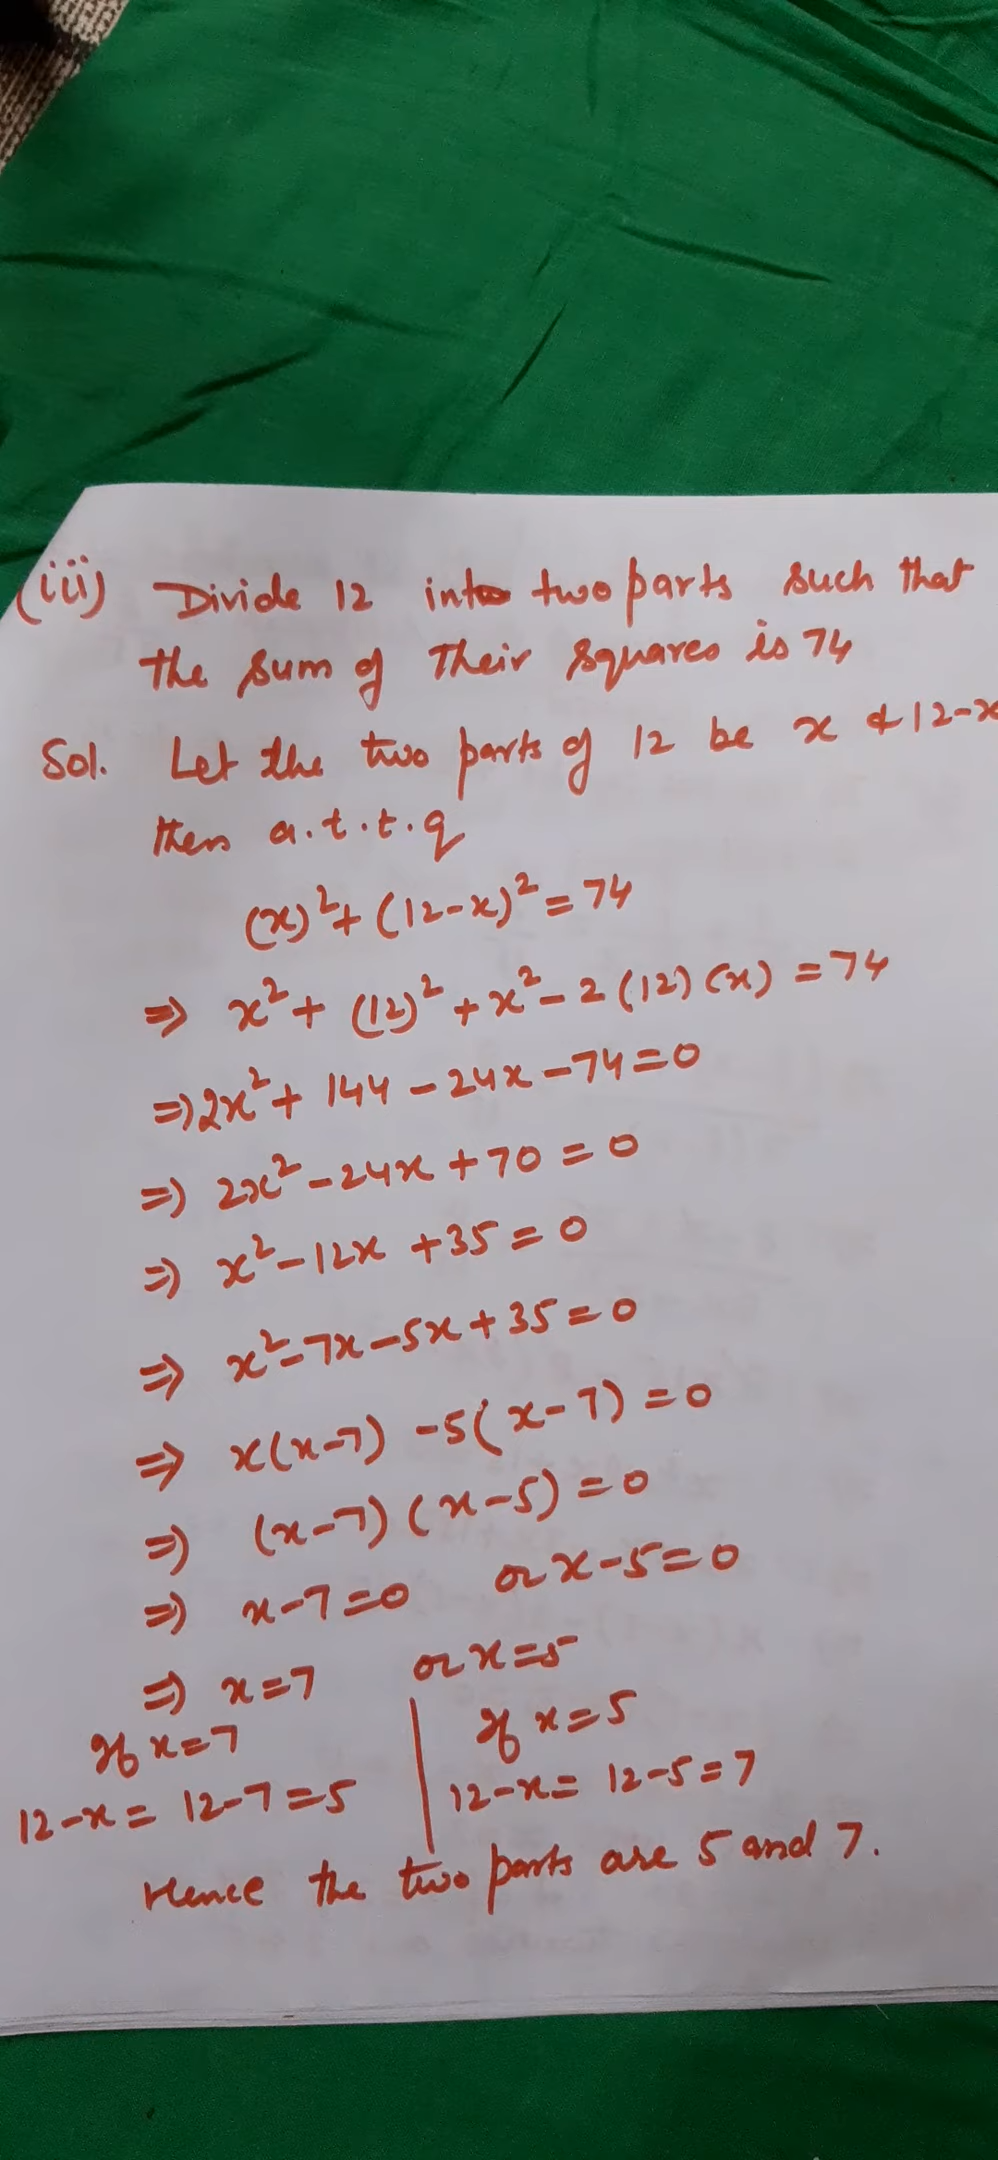 (iii) Divide 12 into two parts such that
the sum of their squares is 74
Sol. Let the two parts of 12 be x & 12-x
then a.t.t.q
(x)²+(12-x)²=74
⇒ x²+(12)²+x²-2(12)(x)=74
⇒2x²+144-24x-74=0
⇒ 2x²-24x+70=0
⇒ x²-12x+35=0
⇒ x²-7x-5x+35=0
⇒ x(x-7)-5(x-7)=0
⇒ (x-7)(x-5)=0
⇒ x-7=0 or x-5=0
⇒ x=7 or x=5
If x=7 | If x=5
12-x= 12-7=5 | 12-x= 12-5=7
Hence the two parts are 5 and 7.